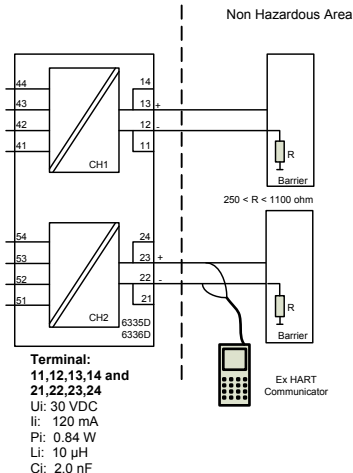 Non Hazardous Area
44
43
42
41
CH1
14
13 +
12 -
11
R
Barrier
250 < R < 1100 ohm
54
53
52
51
CH2
24
23 +
22 -
21
6335D
6336D
R
Barrier
Ex HART
Communicator
Terminal:
11,12,13,14 and
21,22,23,24
Ui: 30 VDC
Ii: 120 mA
Pi: 0.84 W
Li: 10 µH
Ci: 2.0 nF